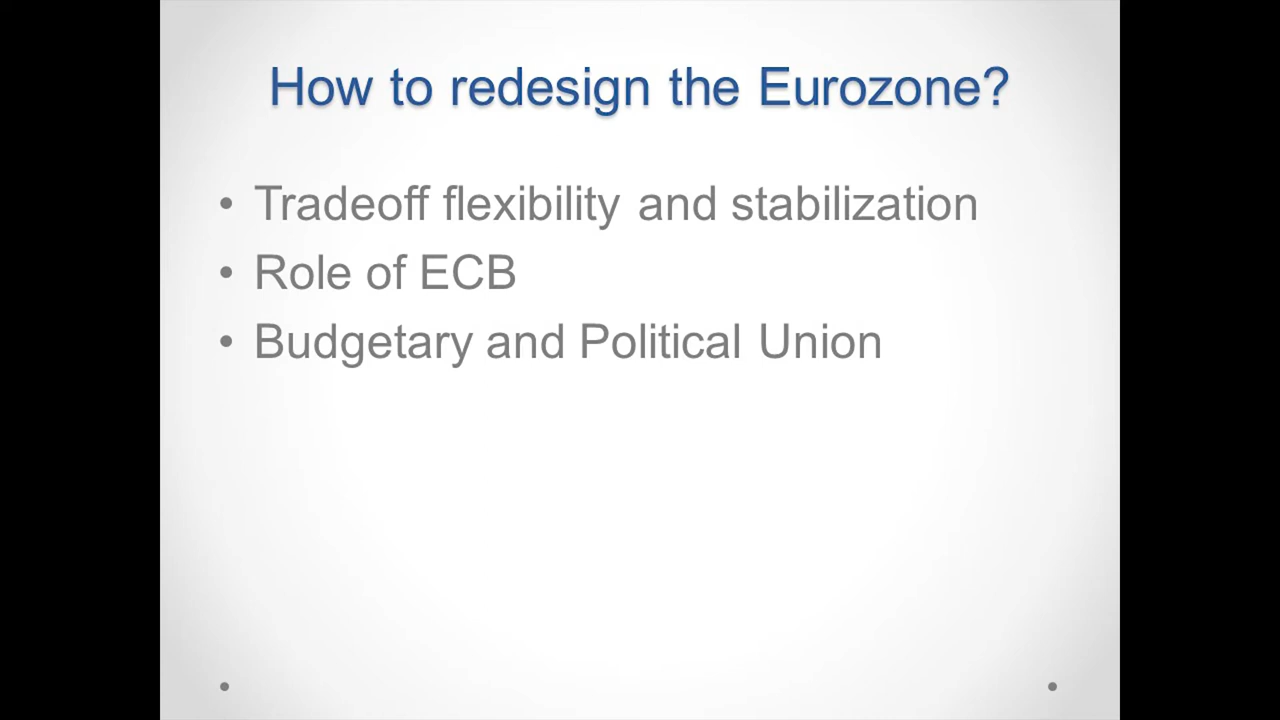 How to redesign the Eurozone?
• Tradeoff flexibility and stabilization
• Role of ECB
• Budgetary and Political Union